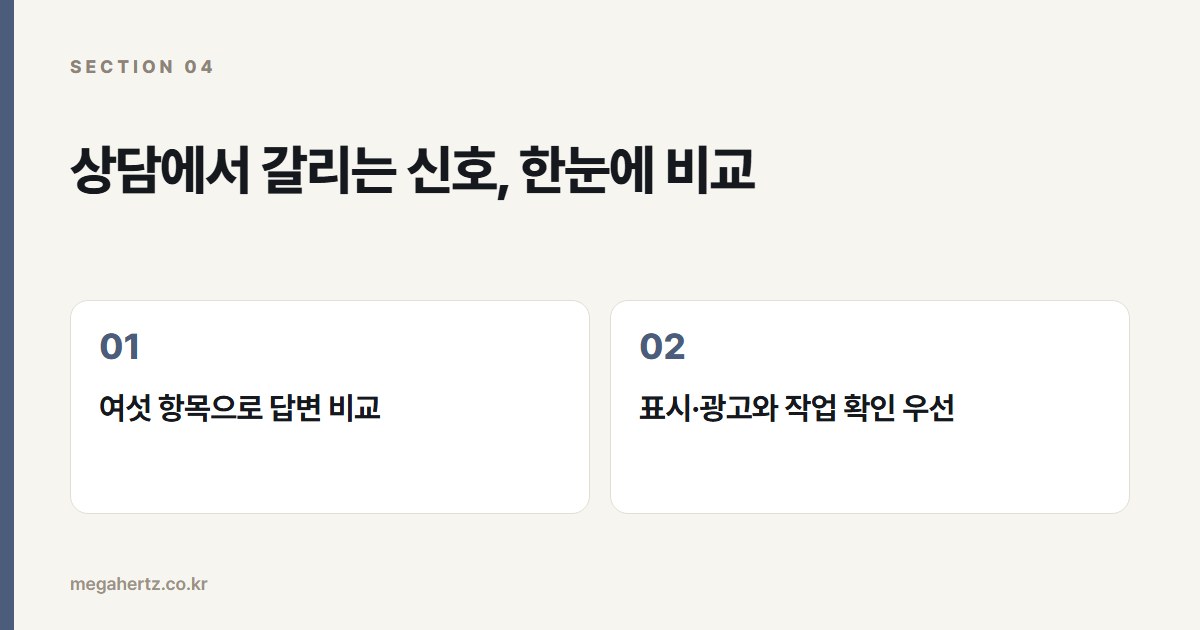 SECTION 04
상담에서 갈리는 신호, 한눈에 비교
01
여섯 항목으로 답변 비교
02
표시·광고와 작업 확인 우선
megahertz.co.kr